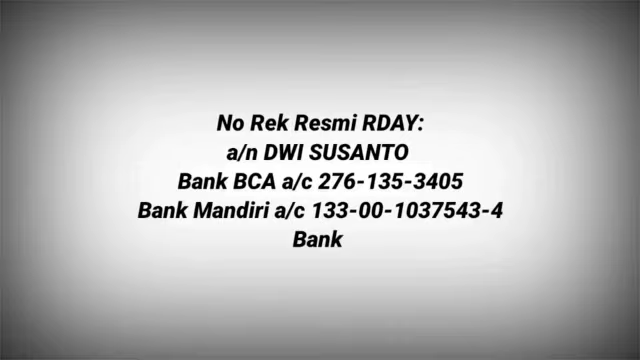 No Rek Resmi RDAY:
a/n DWI SUSANTO
Bank BCA a/c 276-135-3405
Bank Mandiri a/c 133-00-1037543-4
Bank